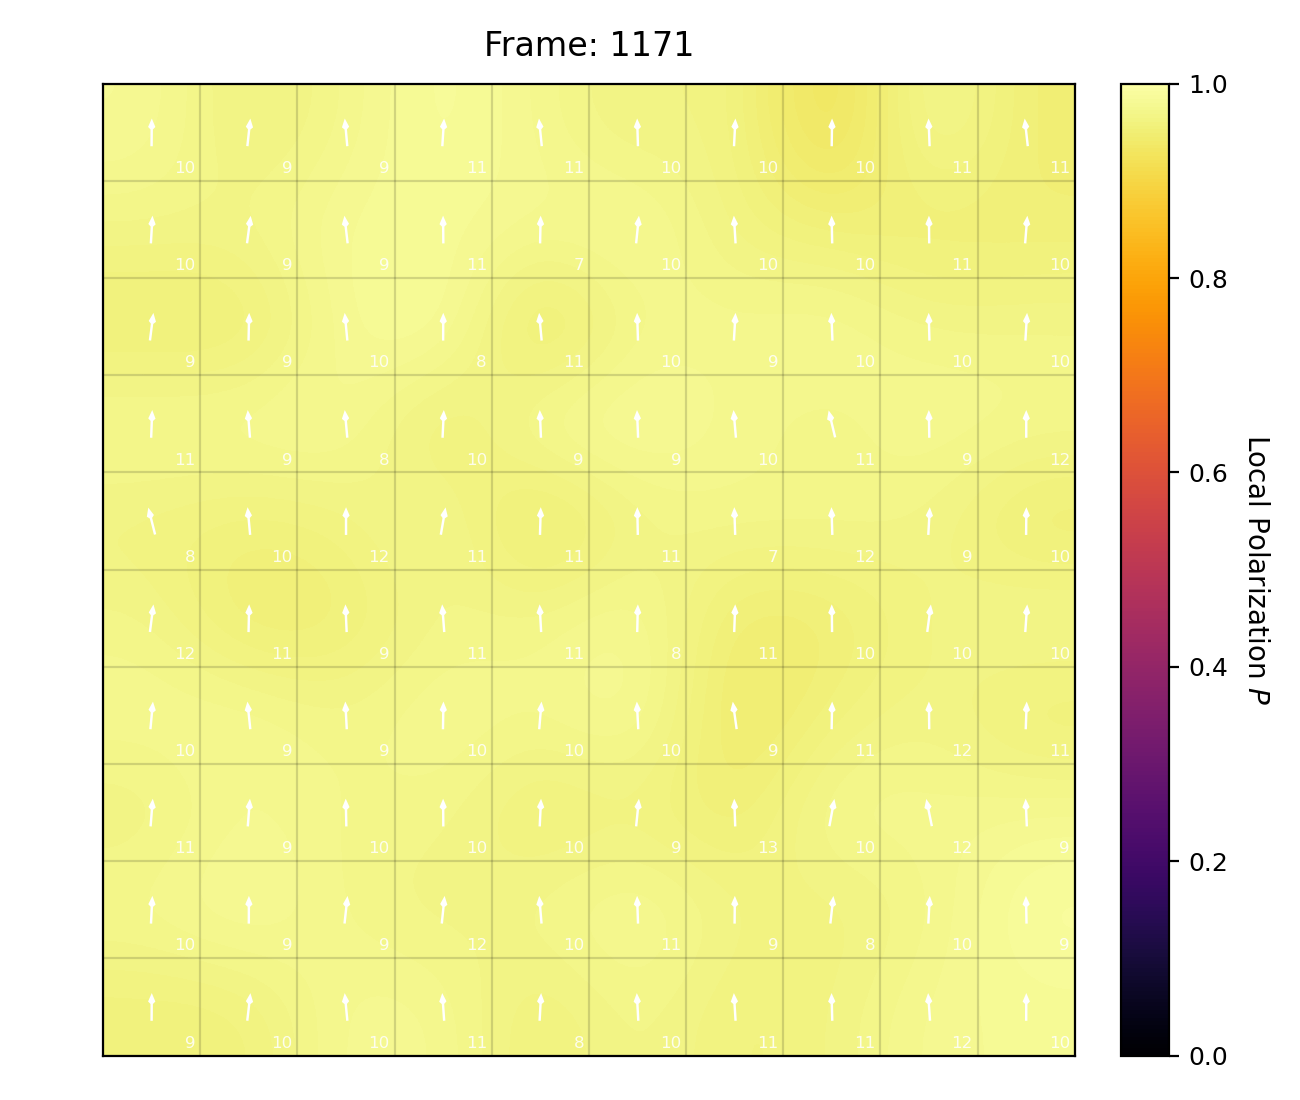 Frame: 1171
10 9 9 11 11 10 10 10 11 11
10 9 9 11 7 10 10 10 11 10
9 9 10 8 11 10 9 10 10 10
11 9 8 10 9 9 10 11 9 12
8 10 12 11 11 11 7 12 9 10
12 11 9 11 11 8 11 10 10 10
10 9 9 10 10 10 9 11 12 11
11 9 10 10 10 9 13 10 12 9
10 9 9 12 10 11 9 8 10 9
9 10 10 11 8 10 11 11 12 10
1.0
0.8
0.6
0.4
0.2
0.0
Local Polarization P